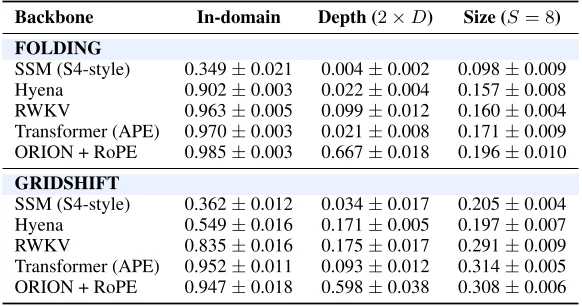 Backbone In-domain Depth (2 × D) Size (S = 8)
FOLDING
SSM (S4-style) 0.349 ± 0.021 0.004 ± 0.002 0.098 ± 0.009
Hyena 0.902 ± 0.003 0.022 ± 0.004 0.157 ± 0.008
RWKV 0.963 ± 0.005 0.099 ± 0.012 0.160 ± 0.004
Transformer (APE) 0.970 ± 0.003 0.021 ± 0.008 0.171 ± 0.009
ORION + RoPE 0.985 ± 0.003 0.667 ± 0.018 0.196 ± 0.010
GRIDSHIFT
SSM (S4-style) 0.362 ± 0.012 0.034 ± 0.017 0.205 ± 0.004
Hyena 0.549 ± 0.016 0.171 ± 0.005 0.197 ± 0.007
RWKV 0.835 ± 0.016 0.175 ± 0.017 0.291 ± 0.009
Transformer (APE) 0.952 ± 0.011 0.093 ± 0.012 0.314 ± 0.005
ORION + RoPE 0.947 ± 0.018 0.598 ± 0.038 0.308 ± 0.006